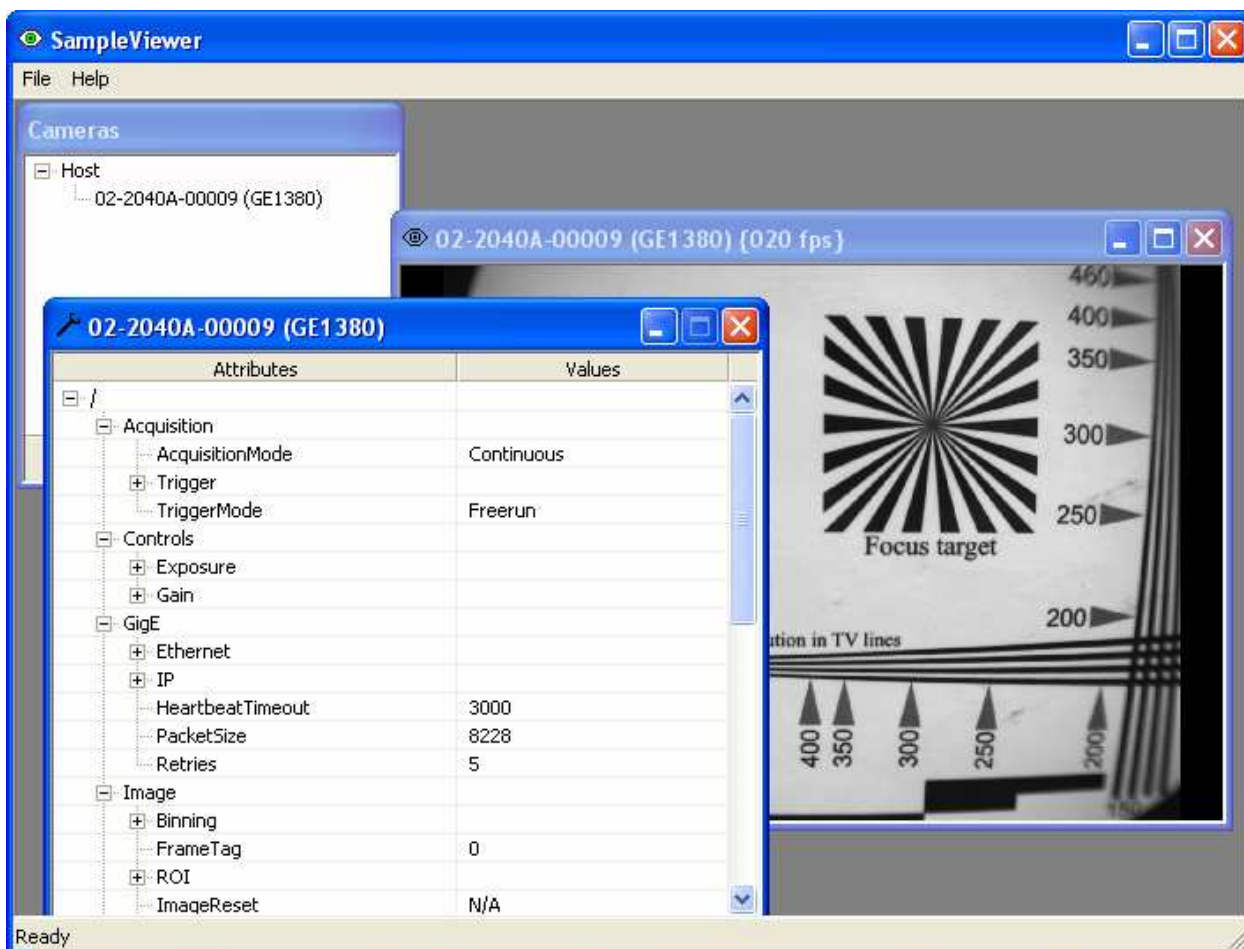 SampleViewer
File Help
Cameras
Host
02-2040A-00009 (GE1380)
02-2040A-00009 (GE1380) {020 fps}
460
400
350
300
250
200
Focus target
in TV lines
400
350
300
250
200
02-2040A-00009 (GE1380)
Attributes Values
/
Acquisition
AcquisitionMode Continuous
Trigger
TriggerMode Freerun
Controls
Exposure
Gain
GigE
Ethernet
IP
HeartbeatTimeout 3000
PacketSize 8228
Retries 5
Image
Binning
FrameTag 0
ROI
ImageReset N/A
Ready